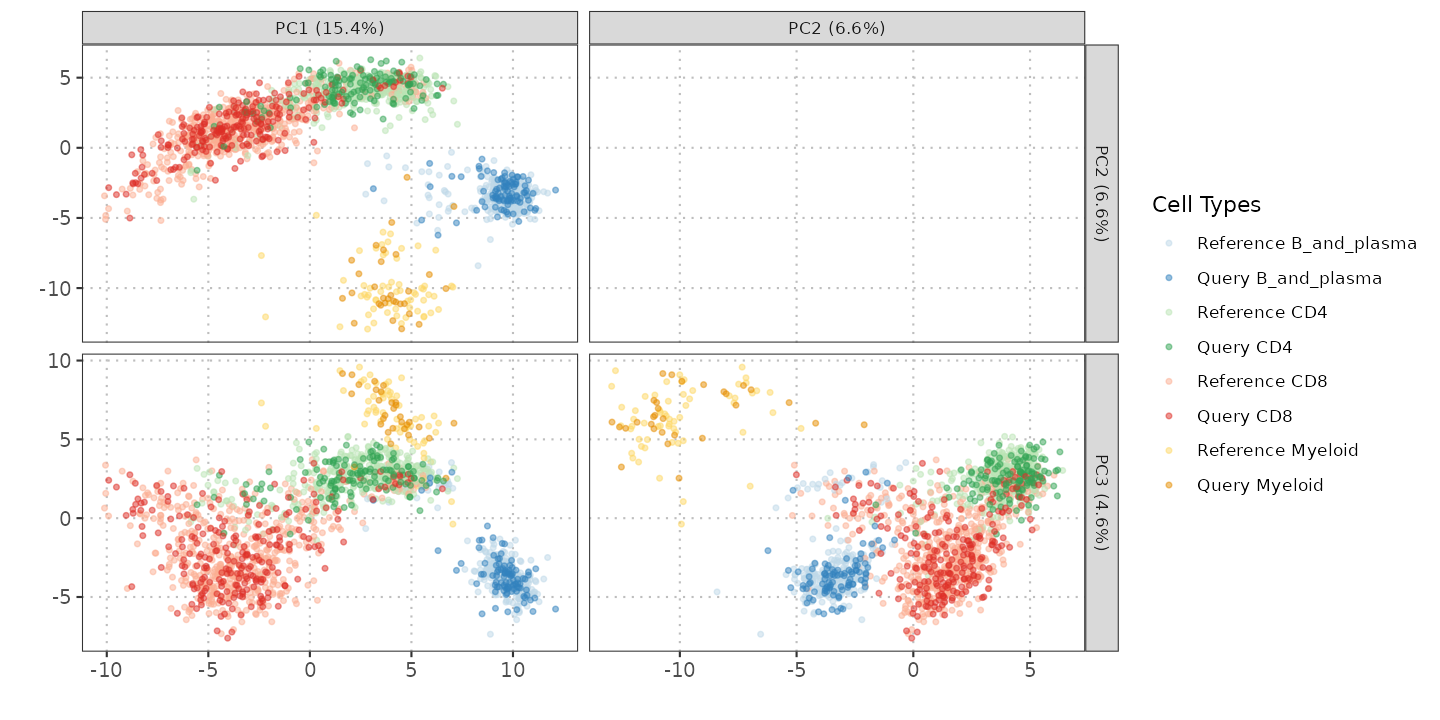 PC1 (15.4%)
PC2 (6.6%)
5
0
-5
-10
PC2 (6.6%)
10
5
0
-5
PC3 (4.6%)
-10
-5
0
5
10
-10
-5
0
5
Cell Types
Reference B_and_plasma
Query B_and_plasma
Reference CD4
Query CD4
Reference CD8
Query CD8
Reference Myeloid
Query Myeloid